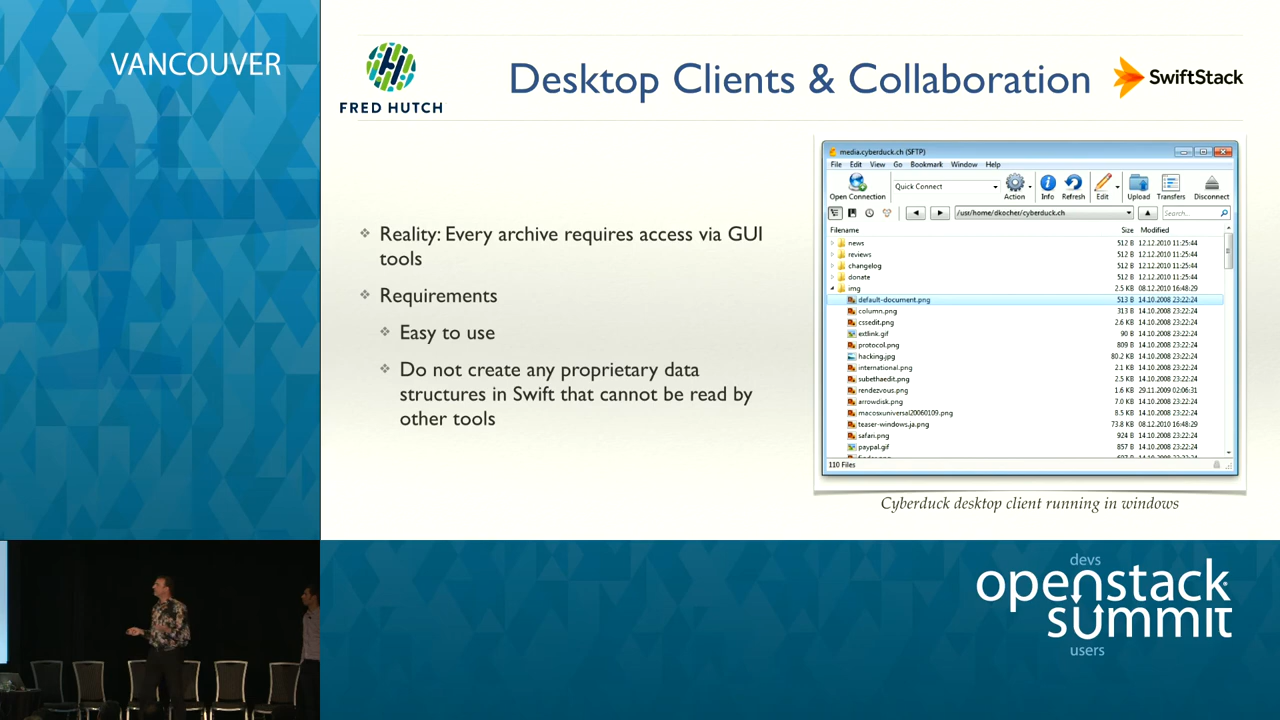 VANCOUVER
FRED HUTCH
Desktop Clients & Collaboration
SwiftStack
Reality: Every archive requires access via GUI
tools
Requirements
Easy to use
Do not create any proprietary data
structures in Swift that cannot be read by
other tools
media.cyberduck.ch (SFTP)
File Edit View Go Bookmark Window Help
Open Connection Quick Connect Action Info Refresh Edit Upload Transfers Disconnect
/usr/home/dkocher/cyberduck.ch Search...
Filename Size Modified
news 512 B 12.12.2010 11:25:44
reviews 512 B 12.12.2010 11:25:44
changelog 512 B 12.12.2010 11:25:44
donate 512 B 12.12.2010 11:25:44
img 2.5 KB 08.12.2010 16:48:29
default-document.png 513 B 14.10.2008 23:22:24
column.png 313 B 14.10.2008 23:22:24
cssedit.png 2.6 KB 14.10.2008 23:22:24
extlink.gif 90 B 14.10.2008 23:22:24
protocol.png 809 B 14.10.2008 23:22:24
hacking.jpg 80.2 KB 14.10.2008 23:22:24
international.png 2.1 KB 14.10.2008 23:22:24
subethaedit.png 2.5 KB 14.10.2008 23:22:24
rendezvous.png 1.6 KB 29.11.2009 02:06:31
arrowdisk.png 7.0 KB 14.10.2008 23:22:24
macosxuniversal20060109.png 8.5 KB 14.10.2008 23:22:24
teaser-windows.ja.png 73.8 KB 08.12.2010 16:48:29
safari.png 924 B 14.10.2008 23:22:24
paypal.gif 857 B 14.10.2008 23:22:24
110 Files
Cyberduck desktop client running in windows
devs
openstack
summit
users